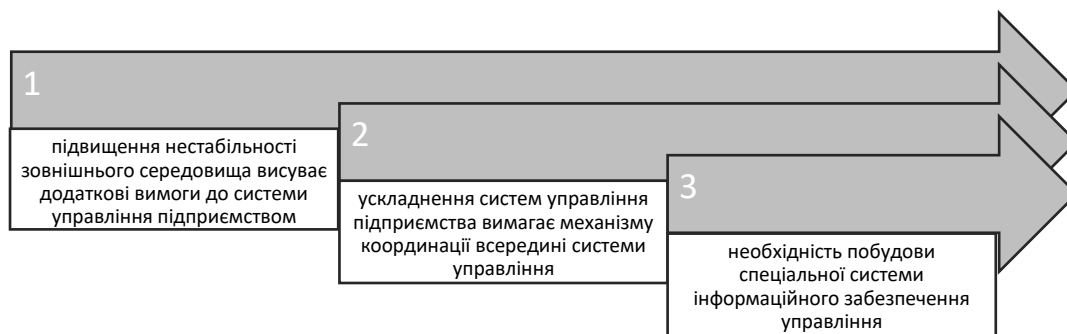 1
підвищення нестабільності
зовнішнього середовища висуває
додаткові вимоги до системи
управління підприємством
2
ускладнення систем управління
підприємства вимагає механізму
координації всередині системи
управління
3
необхідність побудови
спеціальної системи
інформаційного забезпечення
управління